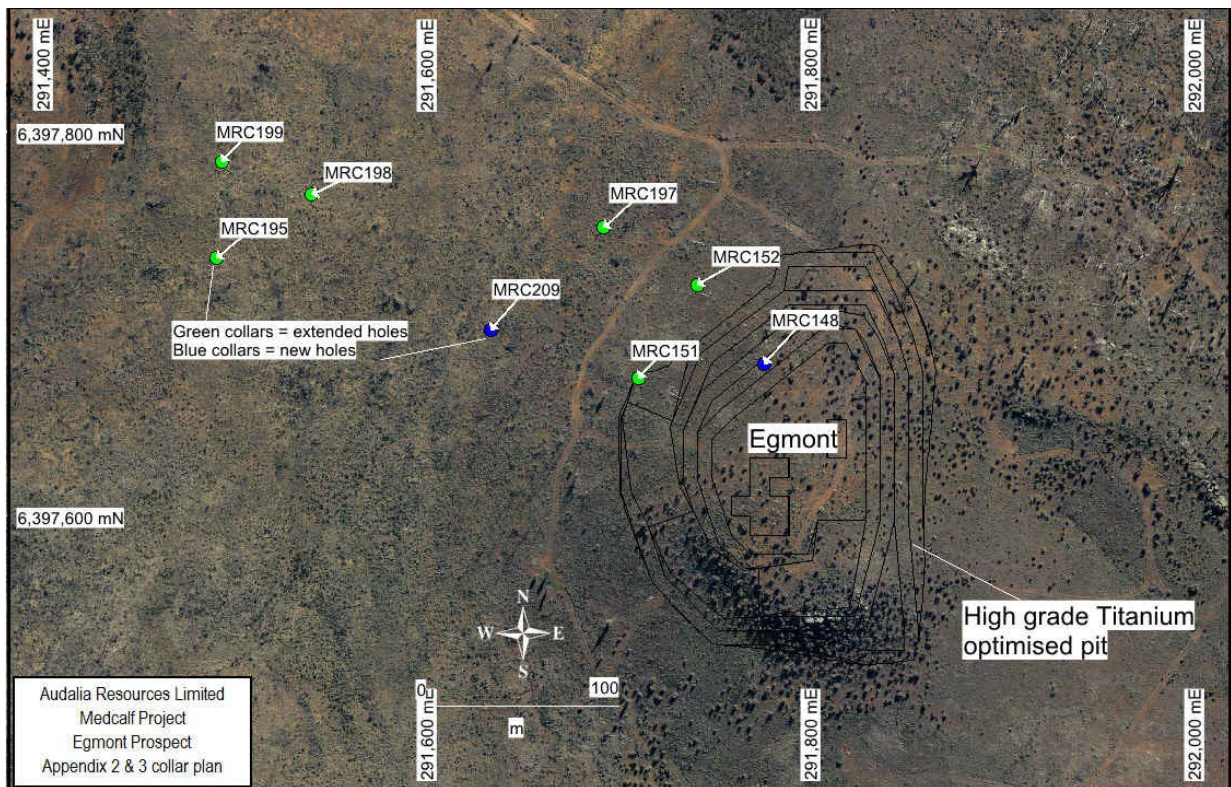 291,400 mE
291,600 mE
291,800 mE
292,000 mE
6,397,800 mN
MRC199
MRC198
MRC195
MRC197
MRC152
MRC209
MRC148
MRC151
Green collars = extended holes
Blue collars = new holes
Egmont
6,397,600 mN
High grade Titanium
optimised pit
N
W E
S
0 100
m
Audalia Resources Limited
Medcalf Project
Egmont Prospect
Appendix 2 & 3 collar plan
291,600 mE
291,800 mE
292,000 mE